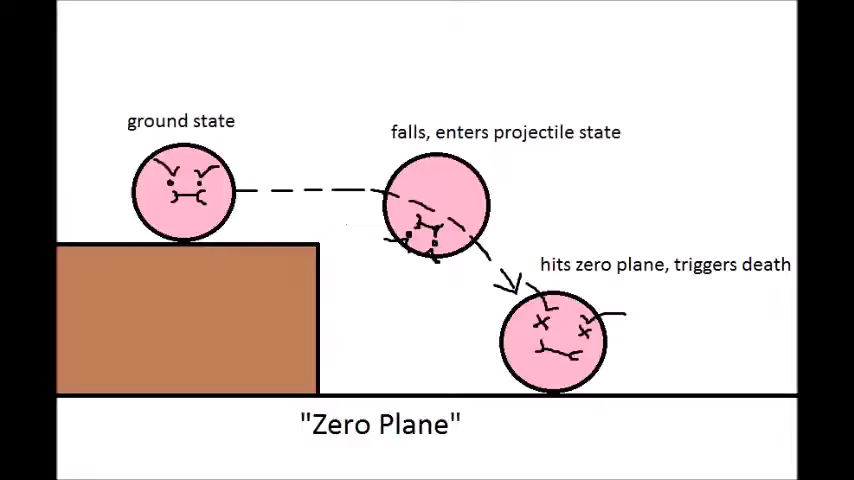 ground state
falls, enters projectile state
hits zero plane, triggers death
"Zero Plane"